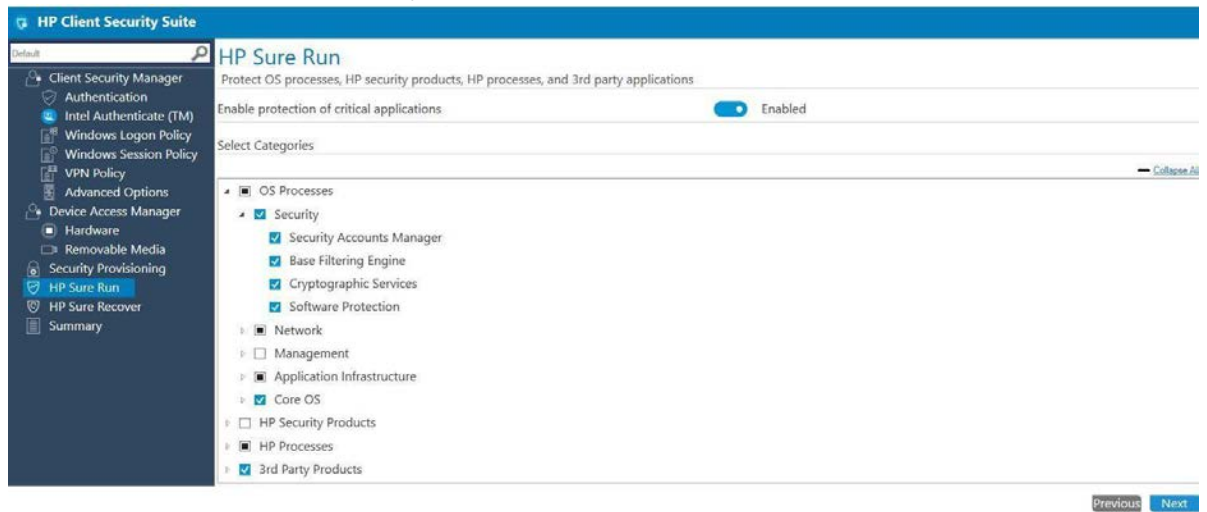 HP Client Security Suite
Default
Client Security Manager
Authentication
Intel Authenticate (TM)
Windows Logon Policy
Windows Session Policy
VPN Policy
Advanced Options
Device Access Manager
Hardware
Removable Media
Security Provisioning
HP Sure Run
HP Sure Recover
Summary
HP Sure Run
Protect OS processes, HP security products, HP processes, and 3rd party applications
Enable protection of critical applications Enabled
Select Categories
Collapse Al
OS Processes
Security
Security Accounts Manager
Base Filtering Engine
Cryptographic Services
Software Protection
Network
Management
Application Infrastructure
Core OS
HP Security Products
HP Processes
3rd Party Products
Previous Next